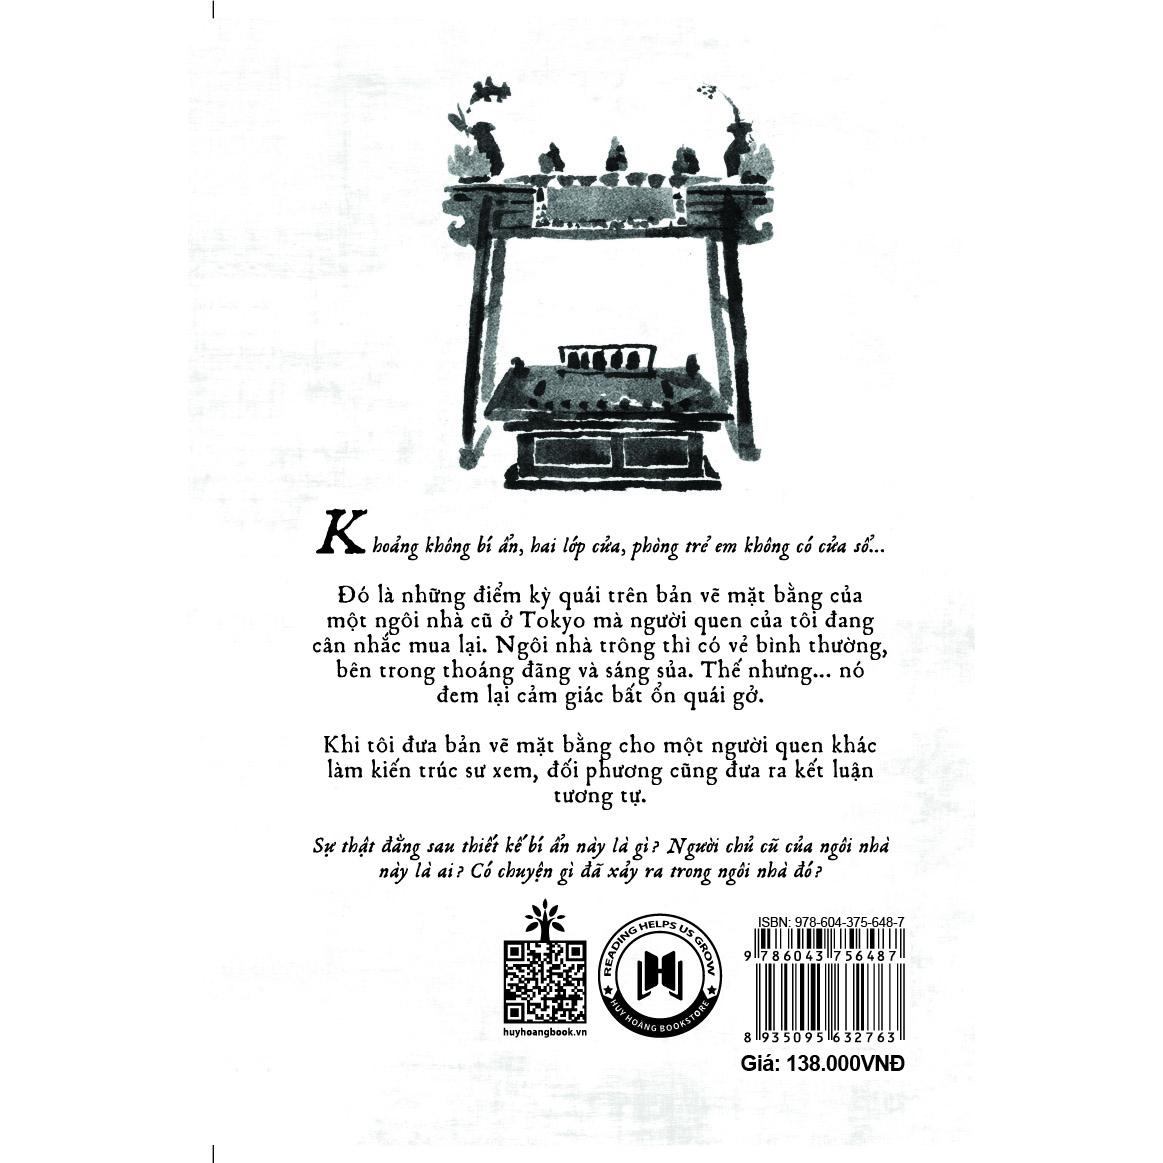 Khoảng không bí ẩn, hai lớp cửa, phòng trẻ em không có cửa sổ...
Đó là những điểm kỳ quái trên bản vẽ mặt bằng của
một ngôi nhà cũ ở Tokyo mà người quen của tôi đang
cân nhắc mua lại. Ngôi nhà trông thì có vẻ bình thường,
bên trong thoáng đãng và sáng sủa. Thế nhưng... nó
đem lại cảm giác bất ổn quái gở.
Khi tôi đưa bản vẽ mặt bằng cho một người quen khác
làm kiến trúc sư xem, đối phương cũng đưa ra kết luận
tương tự.
Sự thật đằng sau thiết kế bí ẩn này là gì? Người chủ cũ của ngôi nhà
này là ai? Có chuyện gì đã xảy ra trong ngôi nhà đó?
huyhoangbook.vn
READING HELPS US GROW
HUY HOÀNG BOOKSTORE
ISBN: 978-604-375-648-7
9 786043 756487
8 935095 632763
Giá: 138.000VNĐ